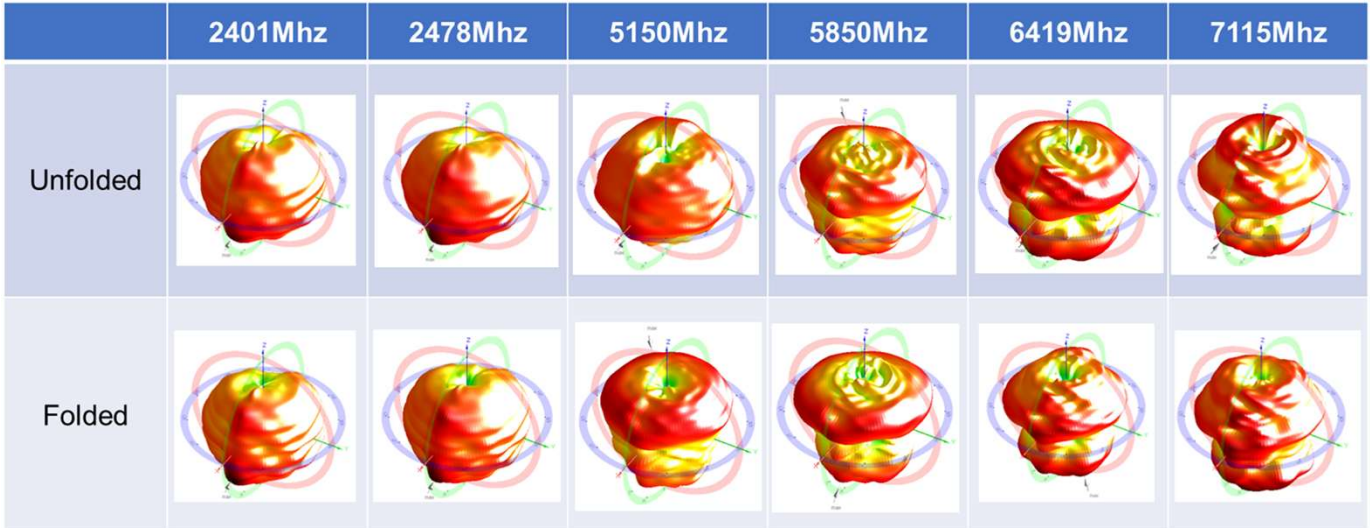 2401Mhz 2478Mhz 5150Mhz 5850Mhz 6419Mhz 7115Mhz
Unfolded
Z Z Z Z Z Z
Folded
Z Z Z Z Z Z